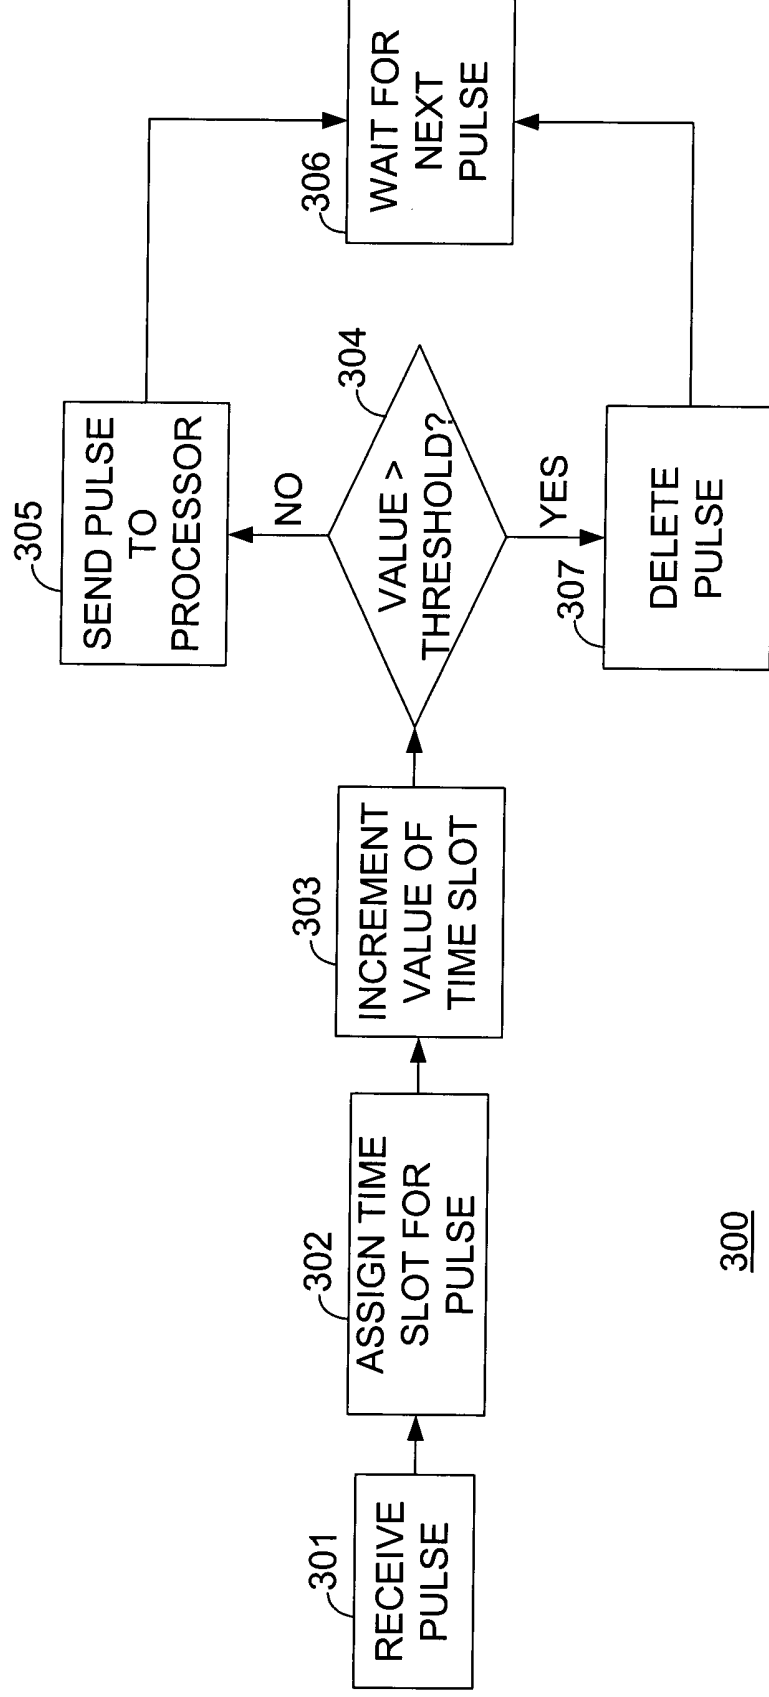 301
RECEIVE
PULSE
302
ASSIGN TIME
SLOT FOR
PULSE
303
INCREMENT
VALUE OF
TIME SLOT
304
VALUE >
THRESHOLD?
NO
305
SEND PULSE
TO
PROCESSOR
YES
307
DELETE
PULSE
306
WAIT FOR
NEXT
PULSE
300